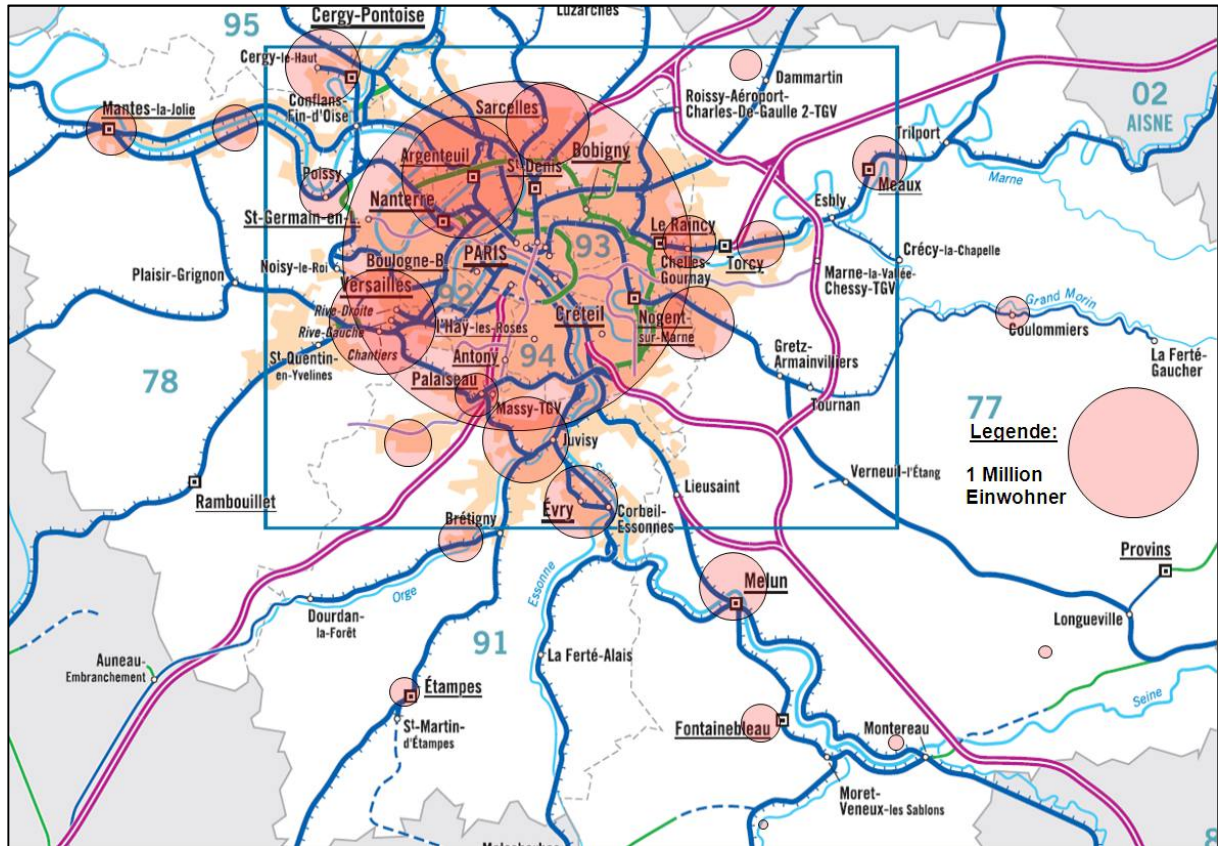 95
Cergy-Pontoise
Luzarches
Cergy-le-Haut
Dammartin
Roissy-Aéroport-
Charles-De-Gaulle 2-TGV
02
AISNE
Mantes-la-Jolie
Conflans-
Fin-d'Oise
Sarcelles
Trilport
Argenteuil
St-Denis
Bobigny
Marne
Meaux
Poissy
Nanterre
Esbly
St-Germain-en-L.
Le Raincy
Crécy-la-Chapelle
93
Noisy-le-Roi
Boulogne-B
PARIS
Chelles-
Gournay
Torcy
Marne-la-Vallée-
Chessy-TGV
Plaisir-Grignon
Versailles
92
Grand Morin
Rive-Droite
Rive-Gauche
l'Haÿ-les-Roses
Créteil
Nogent-
sur-Marne
Coulommiers
Chantiers
St-Quentin-
en-Yvelines
Antony
94
Gretz-
Armainvilliers
La Ferté-
Gaucher
78
Palaiseau
Tournan
77
Massy-TGV
Legende:
Juvisy
1 Million
Einwohner
Verneuil-l'Étang
Rambouillet
Lieusaint
Évry
Corbeil-
Essonnes
Brétigny
Provins
Essonne
Melun
Orge
Dourdan-
la-Forêt
Longueville
91
Auneau-
Embranchement
La Ferté-Alais
Étampes
Seine
St-Martin-
d'Étampes
Fontainebleau
Montereau
Moret-
Veneux-les Sablons
8